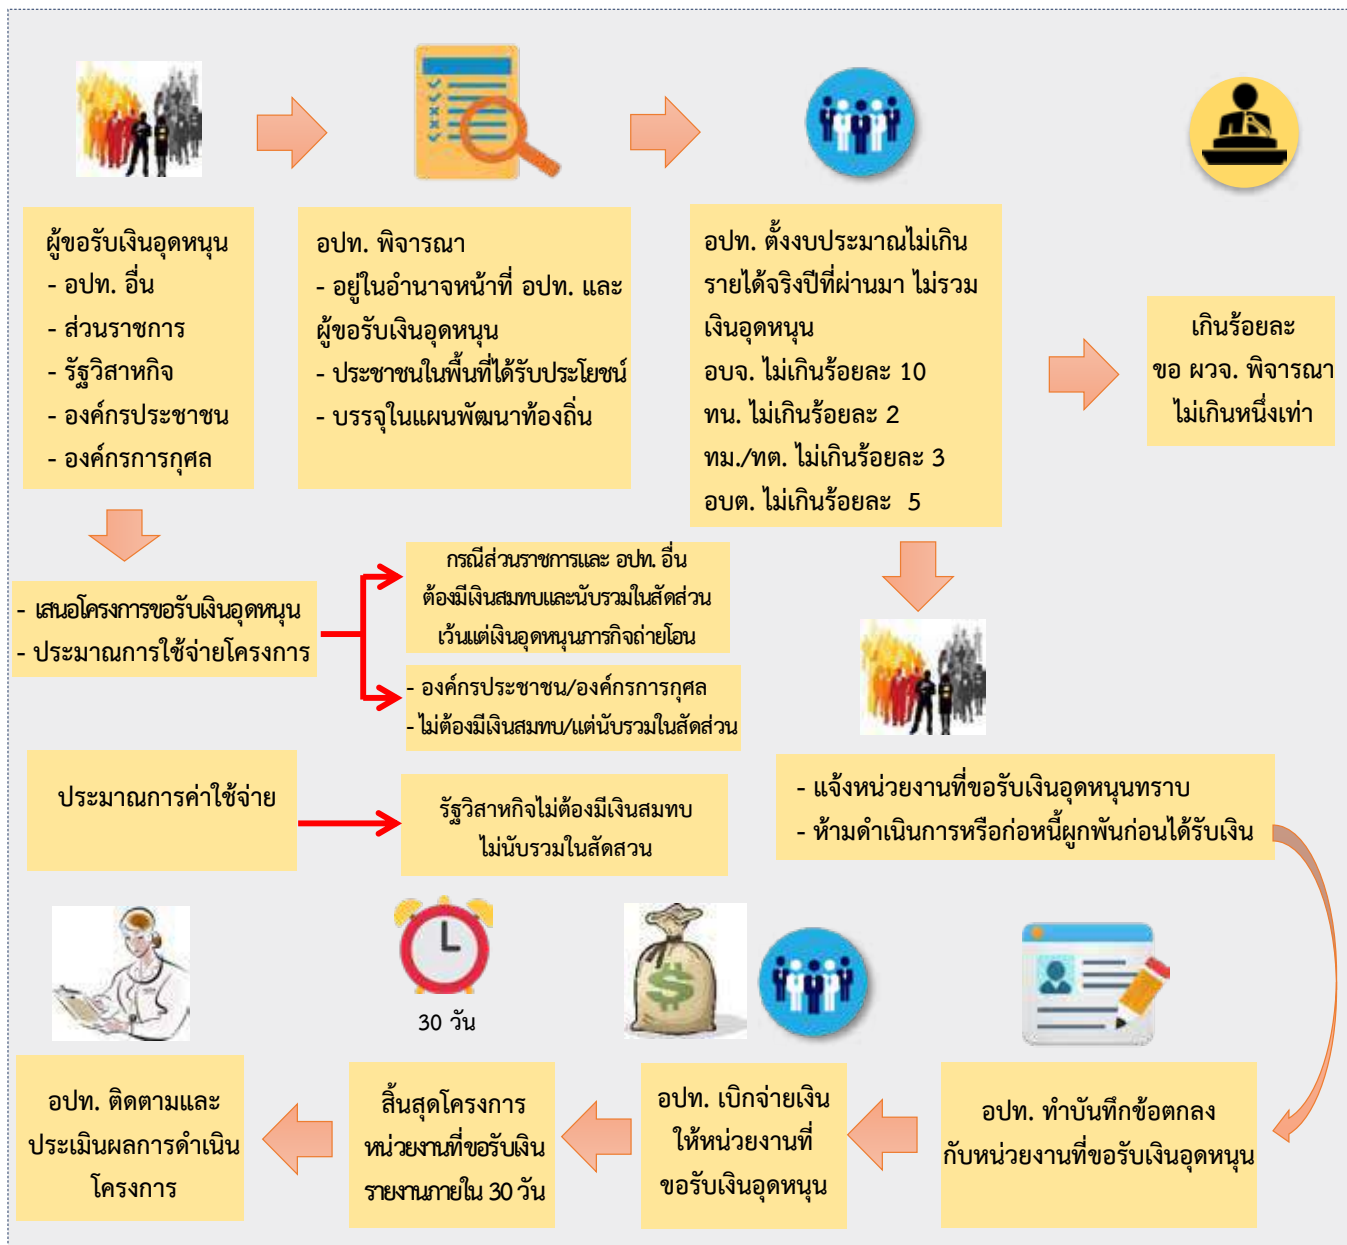 ผู้ขอรับเงินอุดหนุน
- อปท. อื่น
- ส่วนราชการ
- รัฐวิสาหกิจ
- องค์กรประชาชน
- องค์กรการกุศล
อปท. พิจารณา
- อยู่ในอำนาจหน้าที่ อปท. และ
ผู้ขอรับเงินอุดหนุน
- ประชาชนในพื้นที่ได้รับประโยชน์
- บรรจุในแผนพัฒนาท้องถิ่น
อปท. ตั้งงบประมาณไม่เกิน
รายได้จริงปีที่ผ่านมา ไม่รวม
เงินอุดหนุน
อบจ. ไม่เกินร้อยละ 10
ทน. ไม่เกินร้อยละ 2
ทม./ทต. ไม่เกินร้อยละ 3
อบต. ไม่เกินร้อยละ 5
เกินร้อยละ
ขอ ผวจ. พิจารณา
ไม่เกินหนึ่งเท่า
- เสนอโครงการขอรับเงินอุดหนุน
- ประมาณการใช้จ่ายโครงการ
กรณีส่วนราชการและ อปท. อื่น
ต้องมีเงินสมทบและนับรวมในสัดส่วน
เว้นแต่เงินอุดหนุนภารกิจถ่ายโอน
- องค์กรประชาชน/องค์กรการกุศล
- ไม่ต้องมีเงินสมทบ/แต่นับรวมในสัดส่วน
ประมาณการค่าใช้จ่าย
รัฐวิสาหกิจไม่ต้องมีเงินสมทบ
ไม่นับรวมในสัดสวน
- แจ้งหน่วยงานที่ขอรับเงินอุดหนุนทราบ
- ห้ามดำเนินการหรือก่อหนี้ผูกพันก่อนได้รับเงิน
30 วัน
อปท. ติดตามและ
ประเมินผลการดำเนิน
โครงการ
สิ้นสุดโครงการ
หน่วยงานที่ขอรับเงิน
รายงานภายใน 30 วัน
อปท. เบิกจ่ายเงิน
ให้หน่วยงานที่
ขอรับเงินอุดหนุน
อปท. ทำบันทึกข้อตกลง
กับหน่วยงานที่ขอรับเงินอุดหนุน